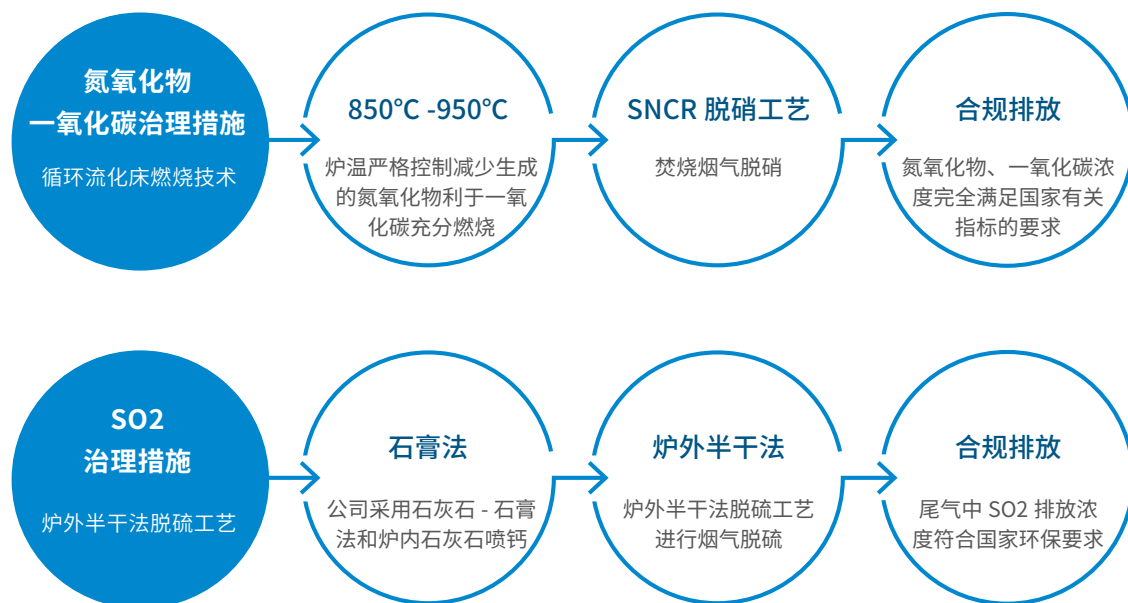 氮氧化物
一氧化碳治理措施
循环流化床燃烧技术
850℃ -950℃
炉温严格控制减少生成
的氮氧化物利于一氧
化碳充分燃烧
SNCR 脱硝工艺
焚烧烟气脱硝
合规排放
氮氧化物、一氧化碳浓
度完全满足国家有关
指标的要求
SO2
治理措施
炉外半干法脱硫工艺
石膏法
公司采用石灰石 - 石膏
法和炉内石灰石喷钙
炉外半干法
炉外半干法脱硫工艺
进行烟气脱硫
合规排放
尾气中 SO2 排放浓
度符合国家环保要求